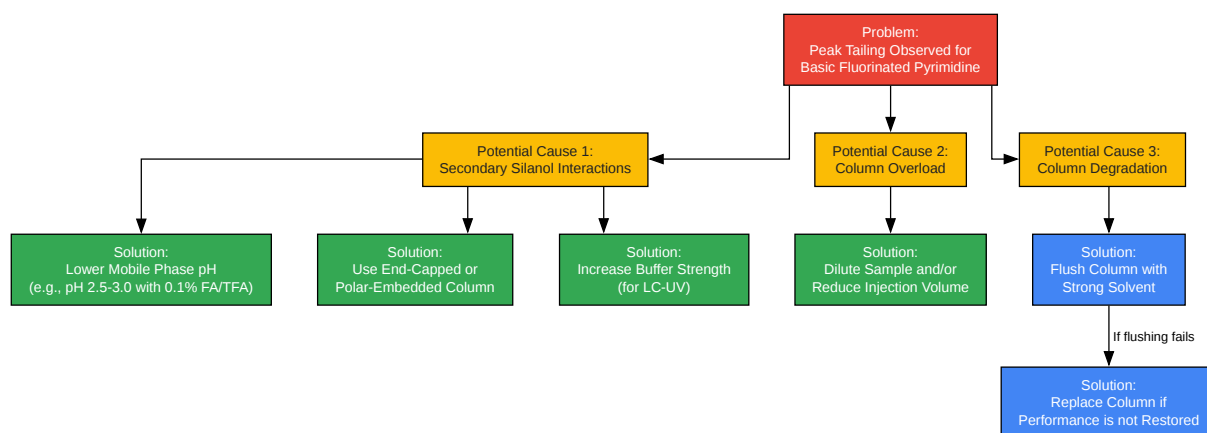 Problem:
Peak Tailing Observed for
Basic Fluorinated Pyrimidine
Potential Cause 1:
Secondary Silanol Interactions
Potential Cause 2:
Column Overload
Potential Cause 3:
Column Degradation
Solution:
Lower Mobile Phase pH
(e.g., pH 2.5-3.0 with 0.1% FA/TFA)
Solution:
Use End-Capped or
Polar-Embedded Column
Solution:
Increase Buffer Strength
(for LC-UV)
Solution:
Dilute Sample and/or
Reduce Injection Volume
Solution:
Flush Column with
Strong Solvent
If flushing fails
Solution:
Replace Column if
Performance is not Restored